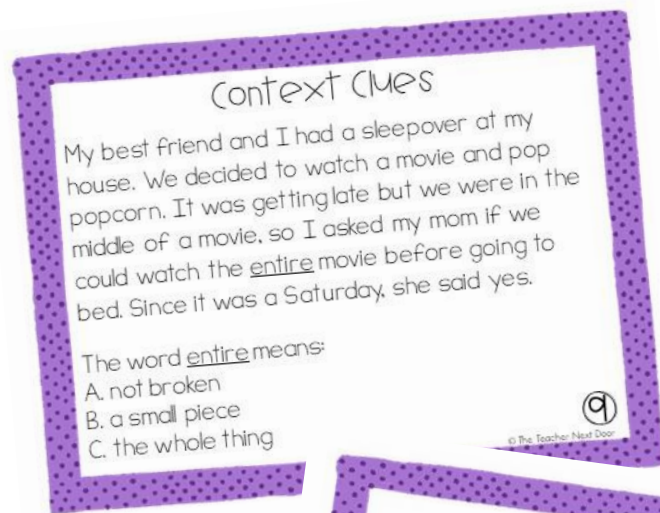 Context Clues
My best friend and I had a sleepover at my
house. We decided to watch a movie and pop
popcorn. It was getting late but we were in the
middle of a movie, so I asked my mom if we
could watch the entire movie before going to
bed. Since it was a Saturday, she said yes.
The word entire means:
A. not broken
B. a small piece
C. the whole thing
9
© The Teacher Next Door